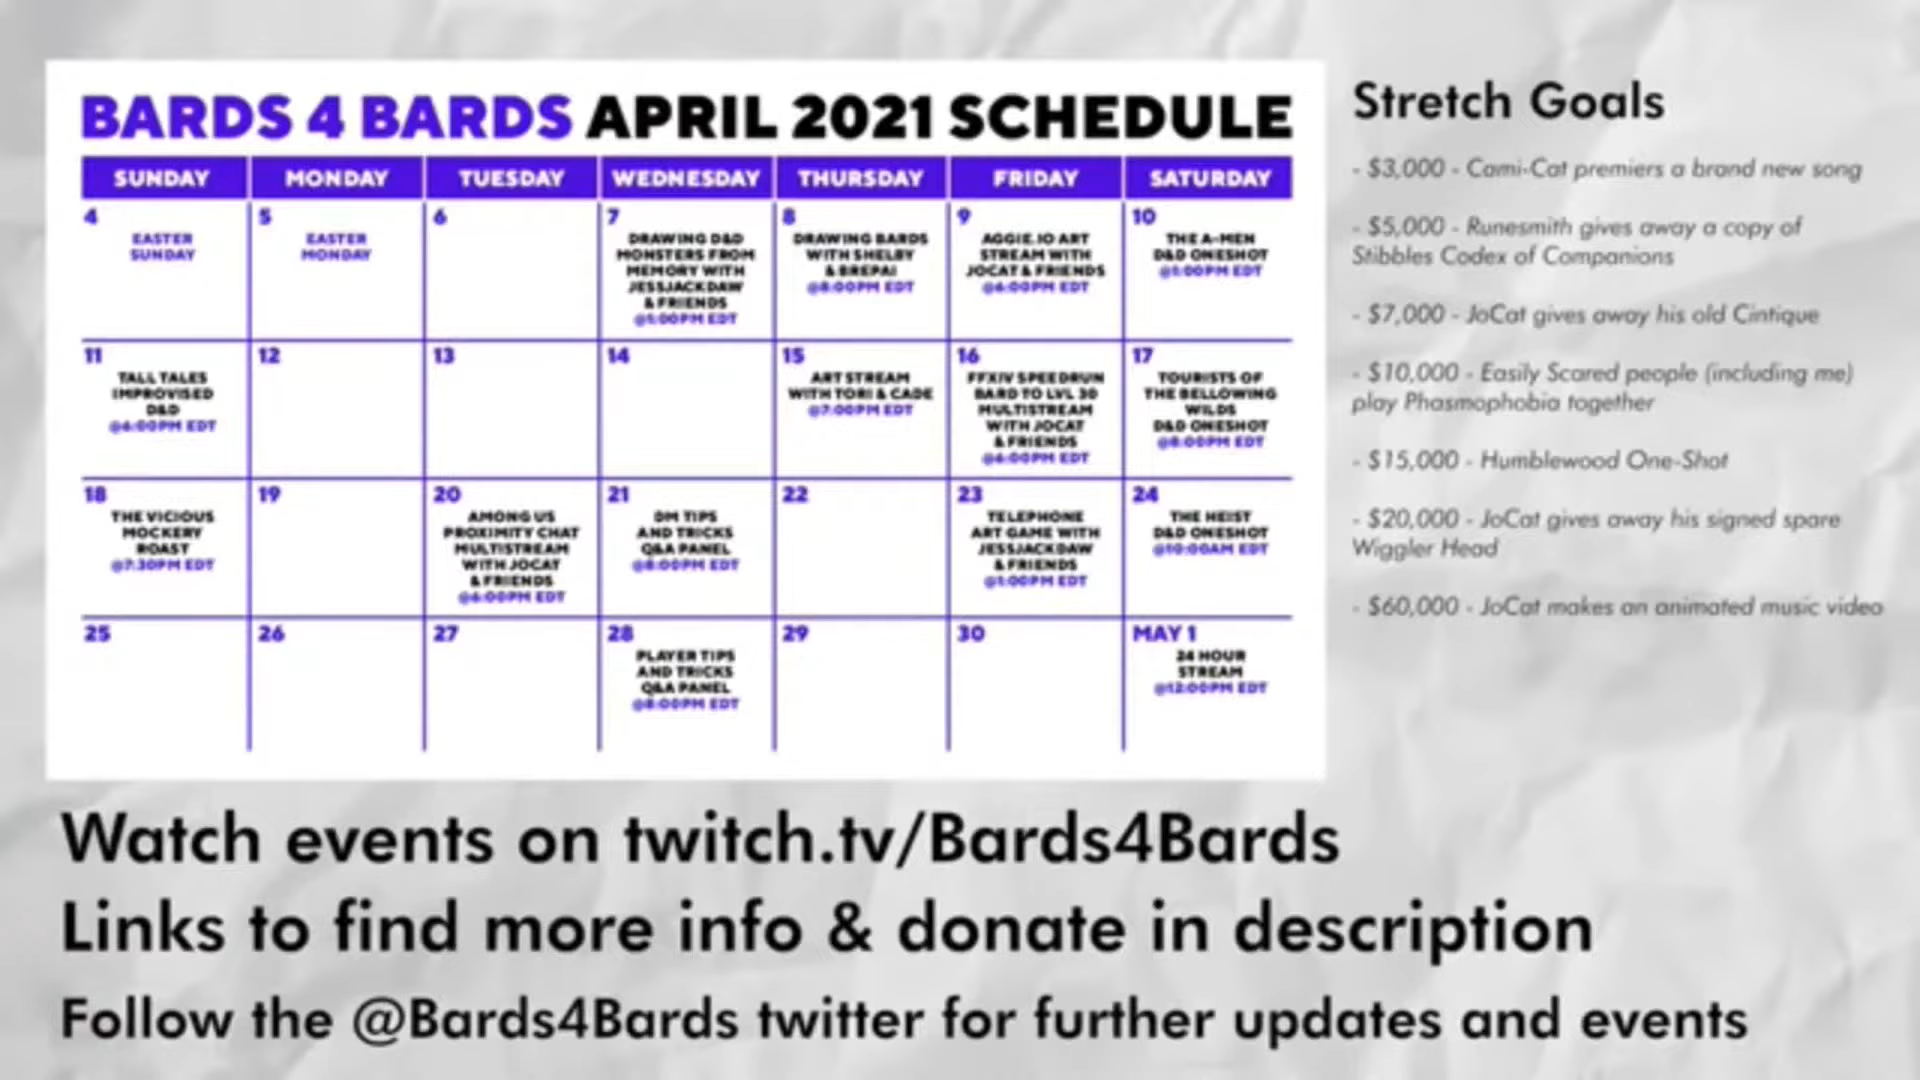 BARDS 4 BARDS APRIL 2021 SCHEDULE
SUNDAY MONDAY TUESDAY WEDNESDAY THURSDAY FRIDAY SATURDAY
4
EASTER
SUNDAY
5
EASTER
MONDAY
6
7
DRAWING D&D
MONSTERS FROM
MEMORY WITH
JESSJACKDAW
& FRIENDS
@1:00PM EDT
8
DRAWING BARDS
WITH SHELBY
& BREPAI
@8:00PM EDT
9
AGGIE.IO ART
STREAM WITH
JOCAT & FRIENDS
@6:00PM EDT
10
THE A-MEN
D&D ONESHOT
@1:00PM EDT
11
TALL TALES
IMPROVISED
D&D
@6:00PM EDT
12
13
14
15
ART STREAM
WITH TORI & CADE
@7:00PM EDT
16
FFXIV SPEEDRUN
BARD TO LVL 30
MULTISTREAM
WITH JOCAT
& FRIENDS
@6:00PM EDT
17
TOURISTS OF
THE BELLOWING
WILDS
D&D ONESHOT
@8:00PM EDT
18
THE VICIOUS
MOCKERY
ROAST
@7:30PM EDT
19
20
AMONG US
PROXIMITY CHAT
MULTISTREAM
WITH JOCAT
& FRIENDS
@6:00PM EDT
21
DM TIPS
AND TRICKS
Q&A PANEL
@8:00PM EDT
22
23
TELEPHONE
ART GAME WITH
JESSJACKDAW
& FRIENDS
@1:00PM EDT
24
THE HEIST
D&D ONESHOT
@10:00AM EDT
25
26
27
28
PLAYER TIPS
AND TRICKS
Q&A PANEL
@8:00PM EDT
29
30
MAY 1
24 HOUR
STREAM
@12:00PM EDT
Stretch Goals
- $3,000 - Cami-Cat premiers a brand new song
- $5,000 - Runesmith gives away a copy of
Stibbles Codex of Companions
- $7,000 - JoCat gives away his old Cintique
- $10,000 - Easily Scared people (including me)
play Phasmophobia together
- $15,000 - Humblewood One-Shot
- $20,000 - JoCat gives away his signed spare
Wiggler Head
- $60,000 - JoCat makes an animated music video
Watch events on twitch.tv/Bards4Bards
Links to find more info & donate in description
Follow the @Bards4Bards twitter for further updates and events